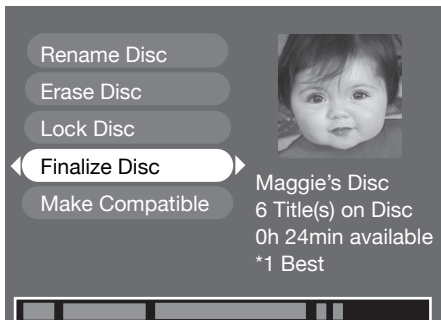 Rename Disc
Erase Disc
Lock Disc
Finalize Disc
Make Compatible
Maggie's Disc
6 Title(s) on Disc
0h 24min available
*1 Best